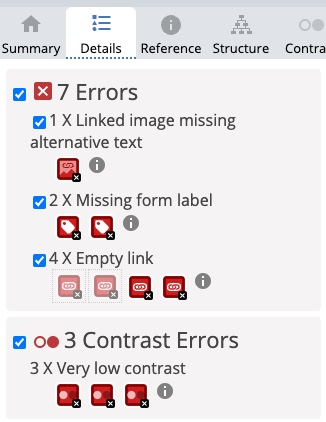 Summary Details Reference Structure Contra
7 Errors
1 X Linked image missing
alternative text
2 X Missing form label
4 X Empty link
3 Contrast Errors
3 X Very low contrast